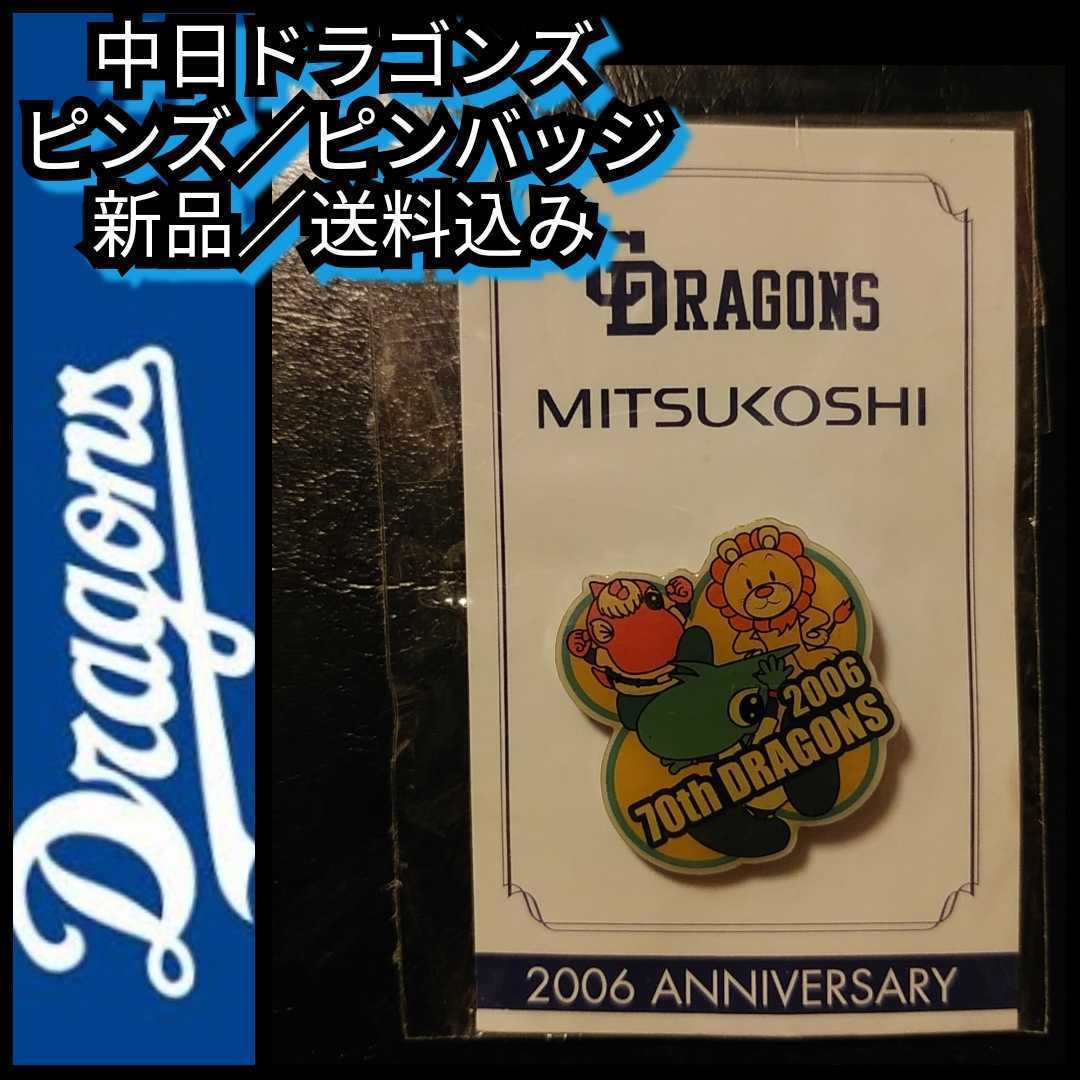 中日ドラゴンズ
ピンズ／ピンバッジ
新品／送料込み
Dragons
CDRAGONS
MITSUKOSHI
2006
70th DRAGONS
2006 ANNIVERSARY